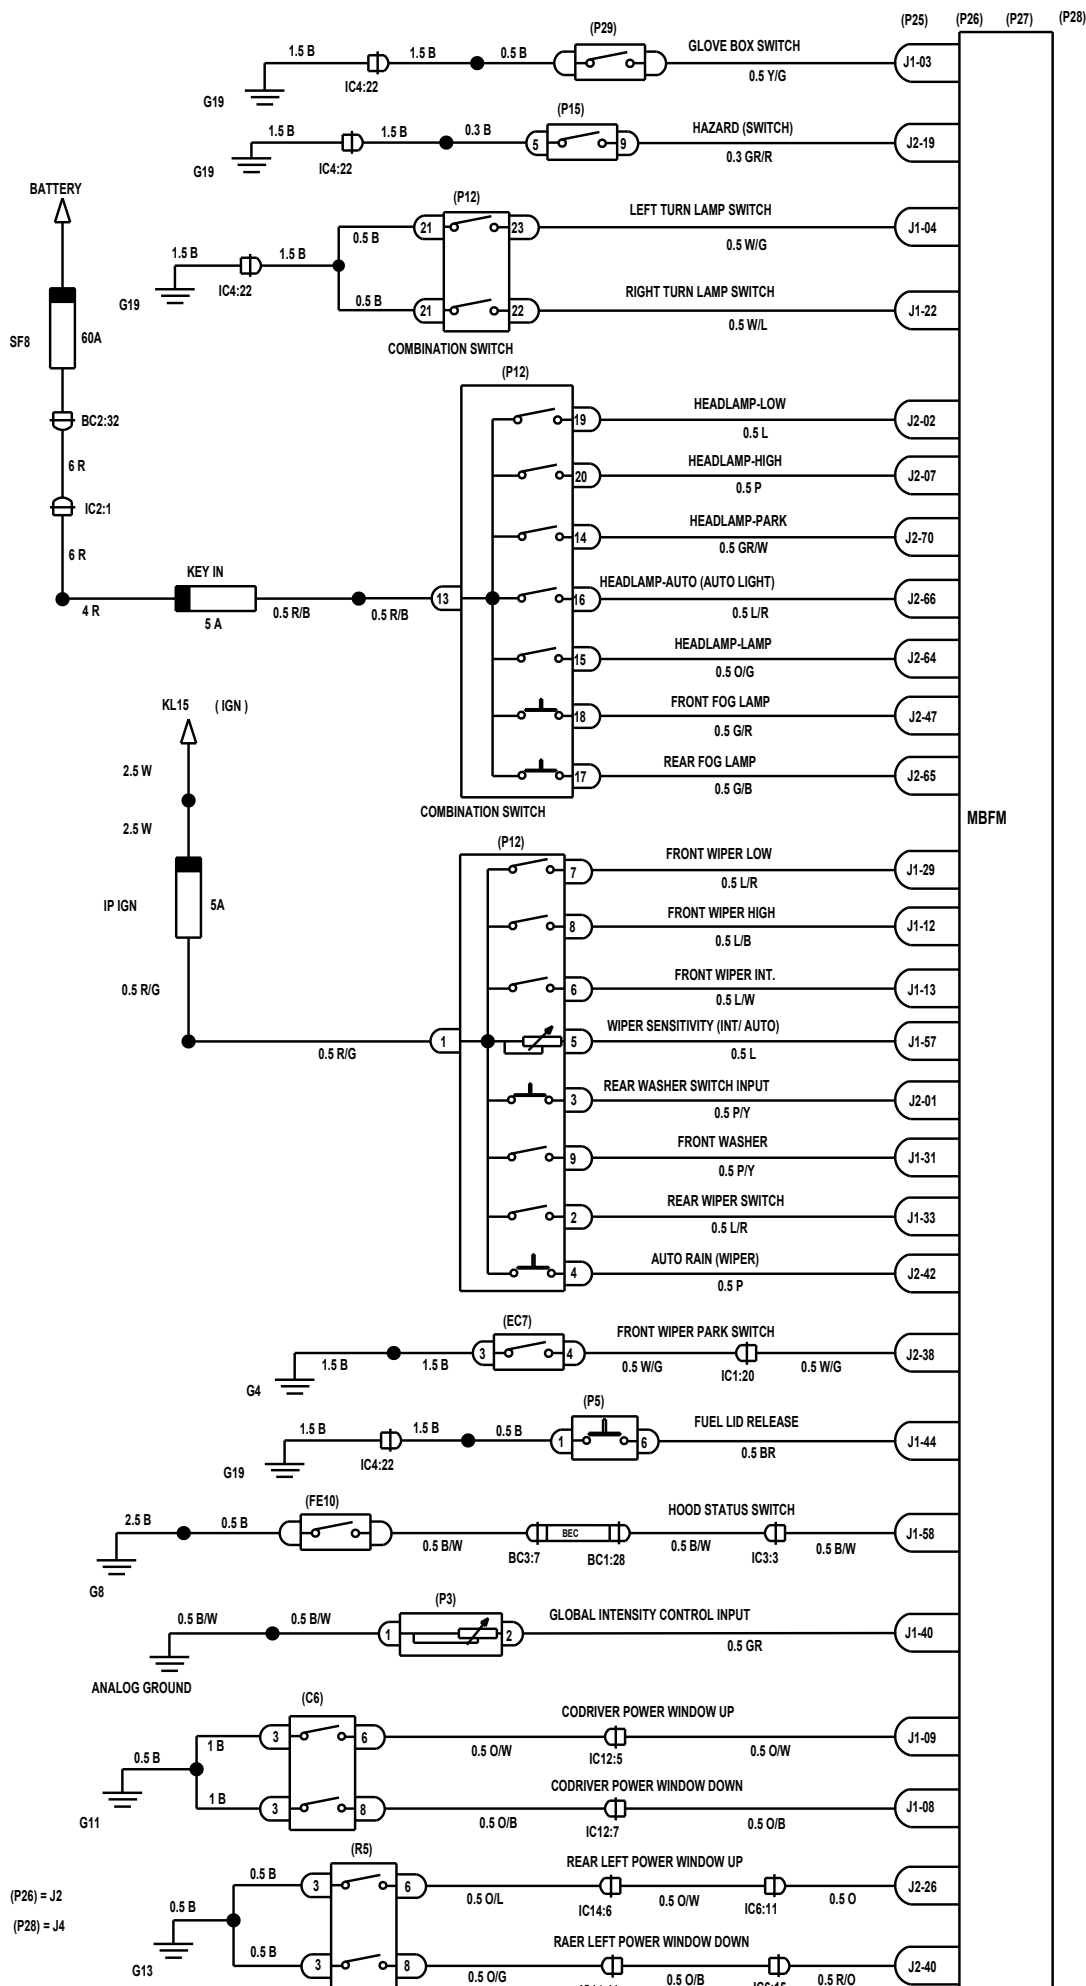 (P25) (P26) (P27) (P28)
(P29)
GLOVE BOX SWITCH
1.5 B 1.5 B 0.5 B
J1-03
0.5 Y/G
IC4:22
G19
(P15)
HAZARD (SWITCH)
1.5 B 1.5 B 0.3 B
5 9
J2-19
0.3 GR/R
IC4:22
G19
BATTERY
(P12)
LEFT TURN LAMP SWITCH
21 23
J1-04
0.5 B
0.5 W/G
1.5 B 1.5 B
IC4:22
G19
RIGHT TURN LAMP SWITCH
0.5 B
21 22
J1-22
0.5 W/L
SF8
60A
COMBINATION SWITCH
(P12)
HEADLAMP-LOW
19
J2-02
0.5 L
BC2:32
HEADLAMP-HIGH
6 R
20
J2-07
0.5 P
IC2:1
HEADLAMP-PARK
14
J2-70
0.5 GR/W
6 R
KEY IN
HEADLAMP-AUTO (AUTO LIGHT)
13
16
J2-66
4 R
5 A
0.5 R/B
0.5 R/B
0.5 L/R
HEADLAMP-LAMP
15
J2-64
0.5 O/G
KL15 ( IGN )
FRONT FOG LAMP
18
J2-47
0.5 G/R
REAR FOG LAMP
2.5 W
17
J2-65
0.5 G/B
COMBINATION SWITCH
MBFM
2.5 W
(P12)
FRONT WIPER LOW
7
J1-29
0.5 L/R
IP IGN
5A
FRONT WIPER HIGH
8
J1-12
0.5 L/B
FRONT WIPER INT.
0.5 R/G
6
J1-13
0.5 L/W
WIPER SENSITIVITY (INT/ AUTO)
1
5
J1-57
0.5 R/G
0.5 L
REAR WASHER SWITCH INPUT
3
J2-01
0.5 P/Y
FRONT WASHER
9
J1-31
0.5 P/Y
REAR WIPER SWITCH
2
J1-33
0.5 L/R
AUTO RAIN (WIPER)
4
J2-42
0.5 P
(EC7)
FRONT WIPER PARK SWITCH
3 4
J2-38
1.5 B 1.5 B
0.5 W/G
IC1:20
0.5 W/G
G4
(P5)
FUEL LID RELEASE
1.5 B 1.5 B 0.5 B
1 6
J1-44
0.5 BR
IC4:22
G19
(FE10)
HOOD STATUS SWITCH
2.5 B 0.5 B
BEC
J1-58
0.5 B/W
BC3:7 BC1:28
0.5 B/W
IC3:3
0.5 B/W
G8
(P3)
GLOBAL INTENSITY CONTROL INPUT
0.5 B/W 0.5 B/W
1 2
J1-40
0.5 GR
ANALOG GROUND
(C6)
CODRIVER POWER WINDOW UP
3 6
J1-09
1 B
0.5 O/W
IC12:5
0.5 O/W
0.5 B
CODRIVER POWER WINDOW DOWN
1 B
3 8
J1-08
0.5 O/B
IC12:7
0.5 O/B
G11
(R5)
REAR LEFT POWER WINDOW UP
0.5 B
3 6
J2-26
0.5 O/L
IC14:6
0.5 O/W
IC6:11
0.5 O
(P26) = J2
0.5 B
(P28) = J4
RAER LEFT POWER WINDOW DOWN
0.5 B
3 8
J2-40
G13
0.5 O/G
0.5 O/B
0.5 R/O